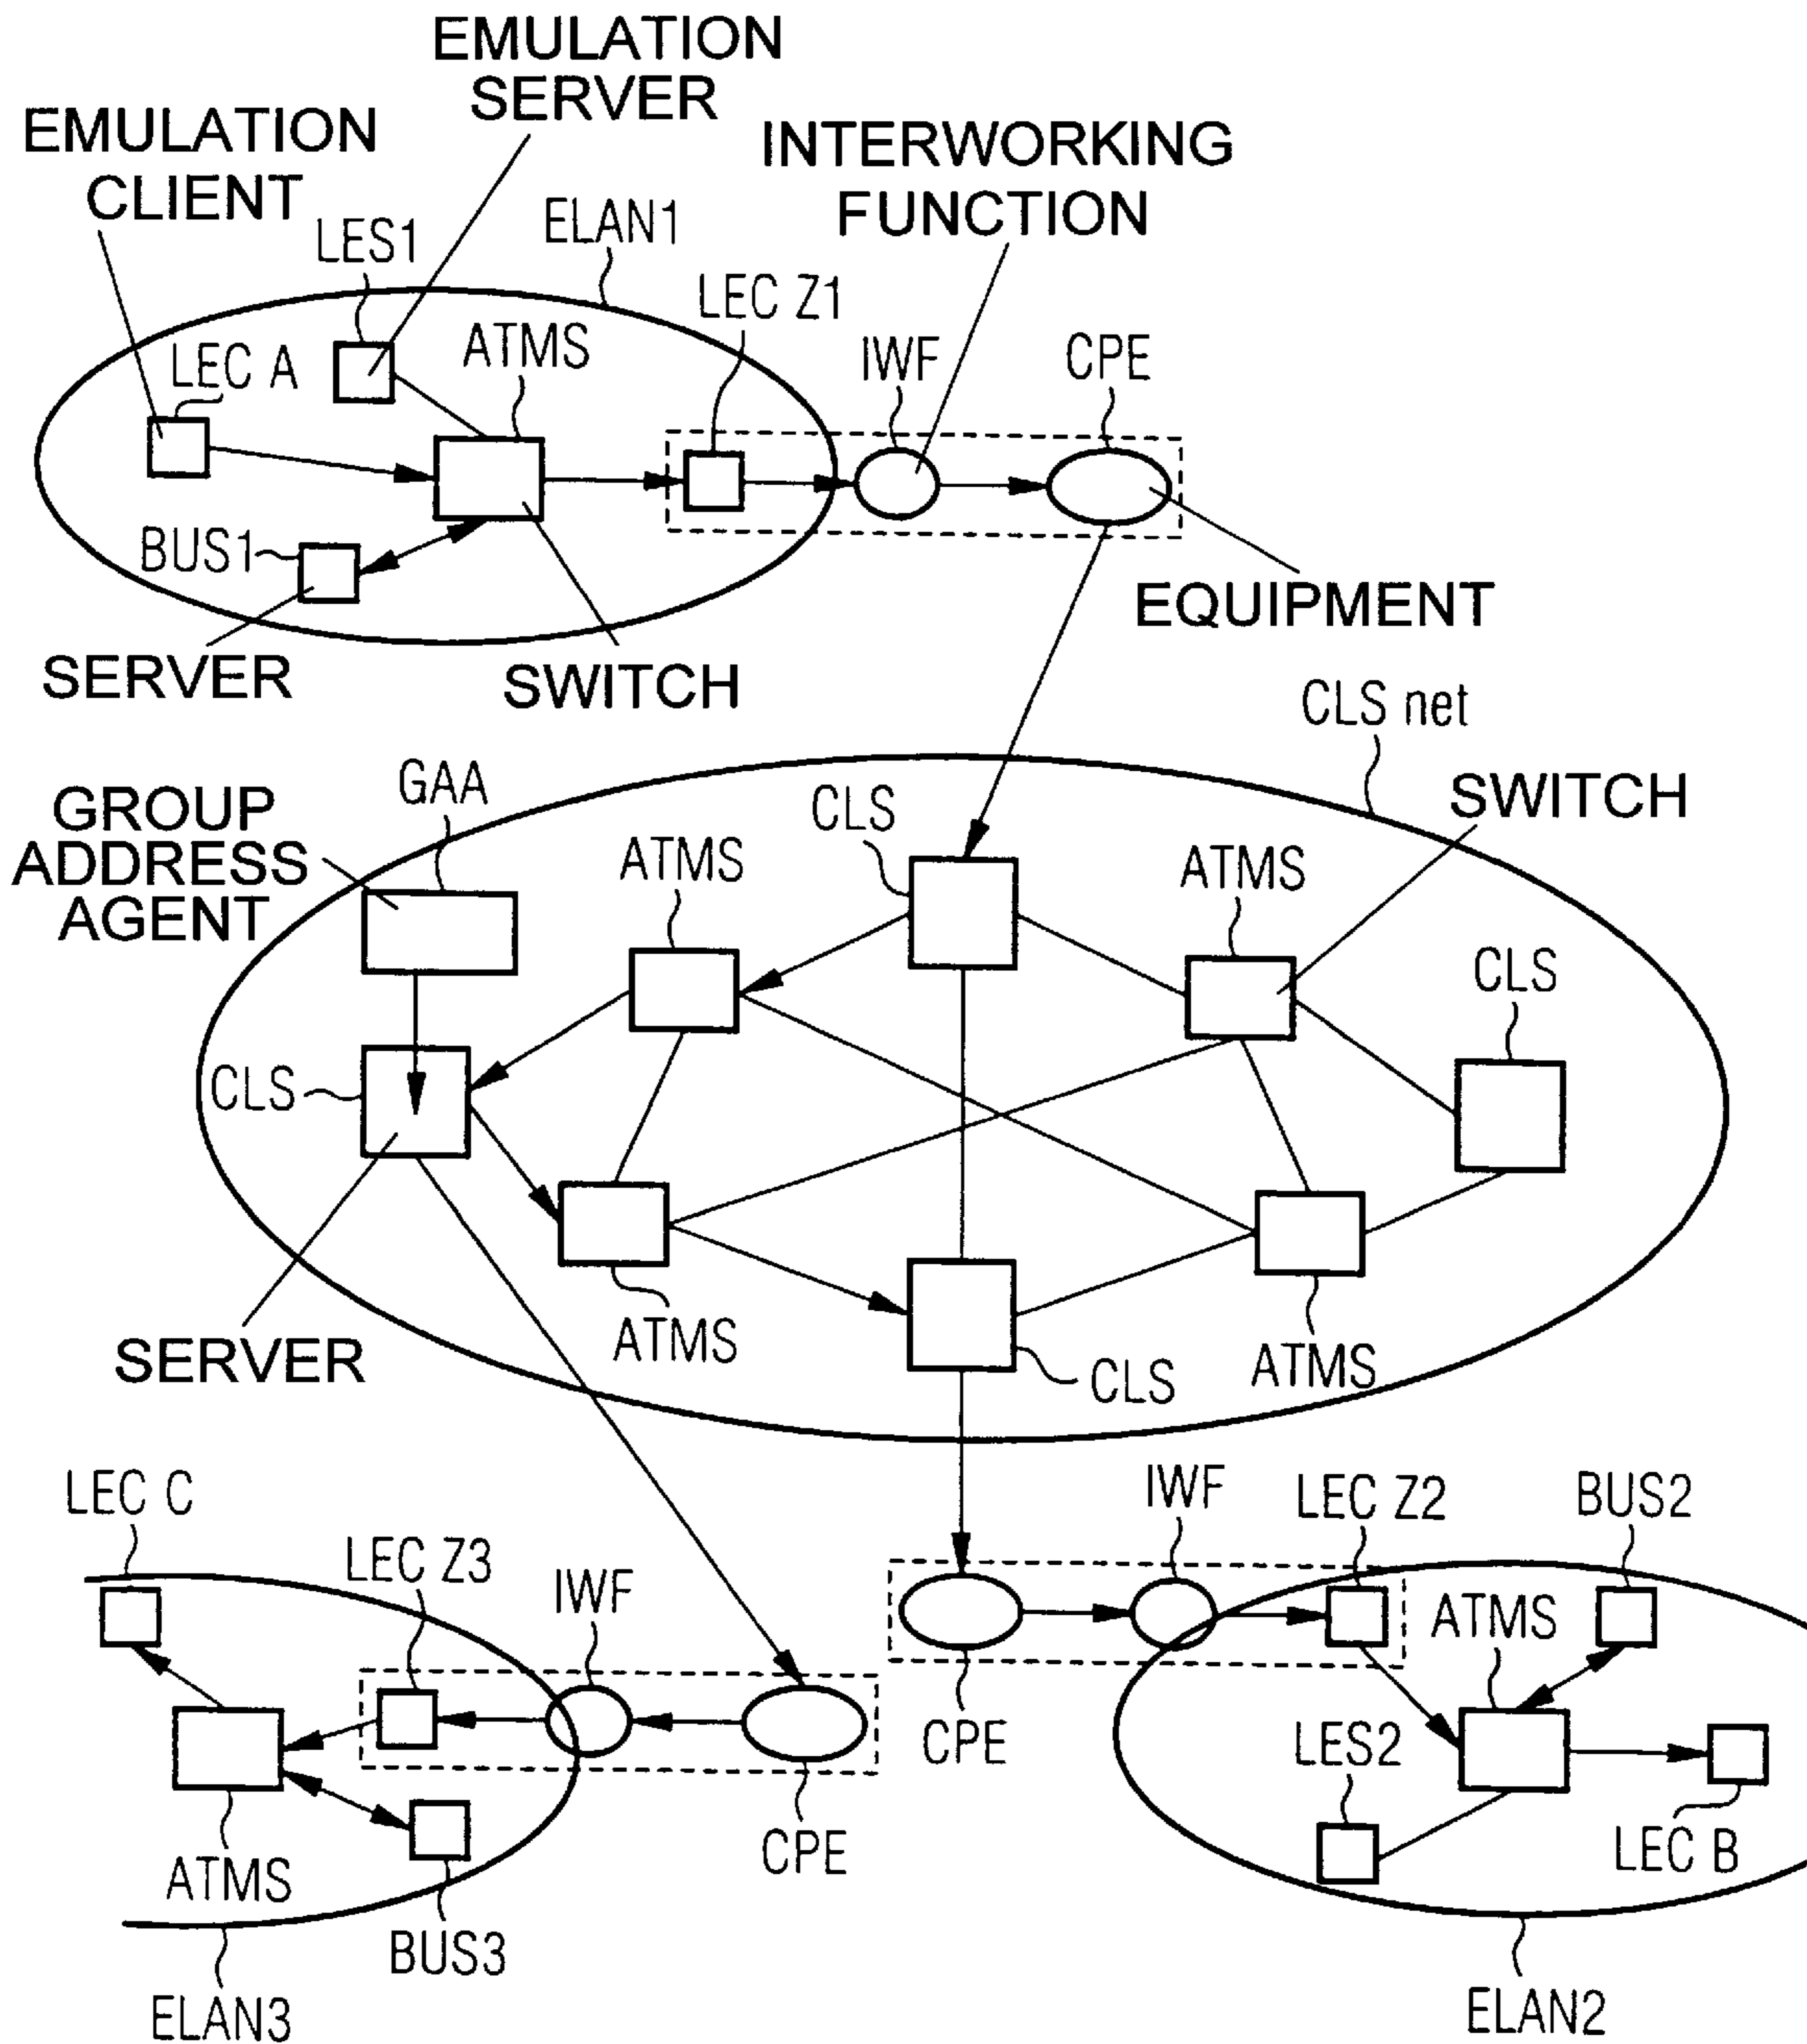 EMULATION
SERVER
EMULATION
CLIENT
INTERWORKING
FUNCTION
LES1
ELAN1
LEC Z1
LEC A
ATMS
IWF
CPE
BUS1
EQUIPMENT
SERVER
SWITCH
CLS net
GAA
GROUP
ADDRESS
AGENT
CLS
SWITCH
ATMS
ATMS
CLS
CLS
SERVER
ATMS
CLS
ATMS
LEC C
LEC Z3
IWF
IWF
LEC Z2
BUS2
ATMS
CPE
LES2
CPE
LEC B
ATMS
BUS3
ELAN3
ELAN2